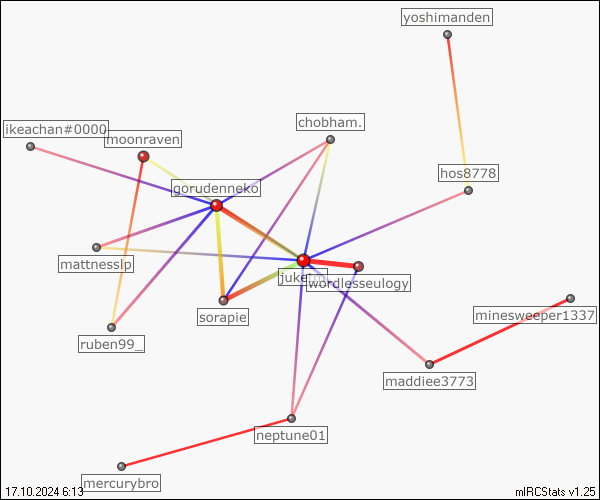 yoshimanden
chobham.
ikeachan#0000
moonraven
hos8778
gorudenneko
mattnesslp
wordlesseulogy
minesweeper1337
sorapie
ruben99_
maddiee3773
neptune01
mercurybro
17.10.2024 6:13
mIRCStats v1.25